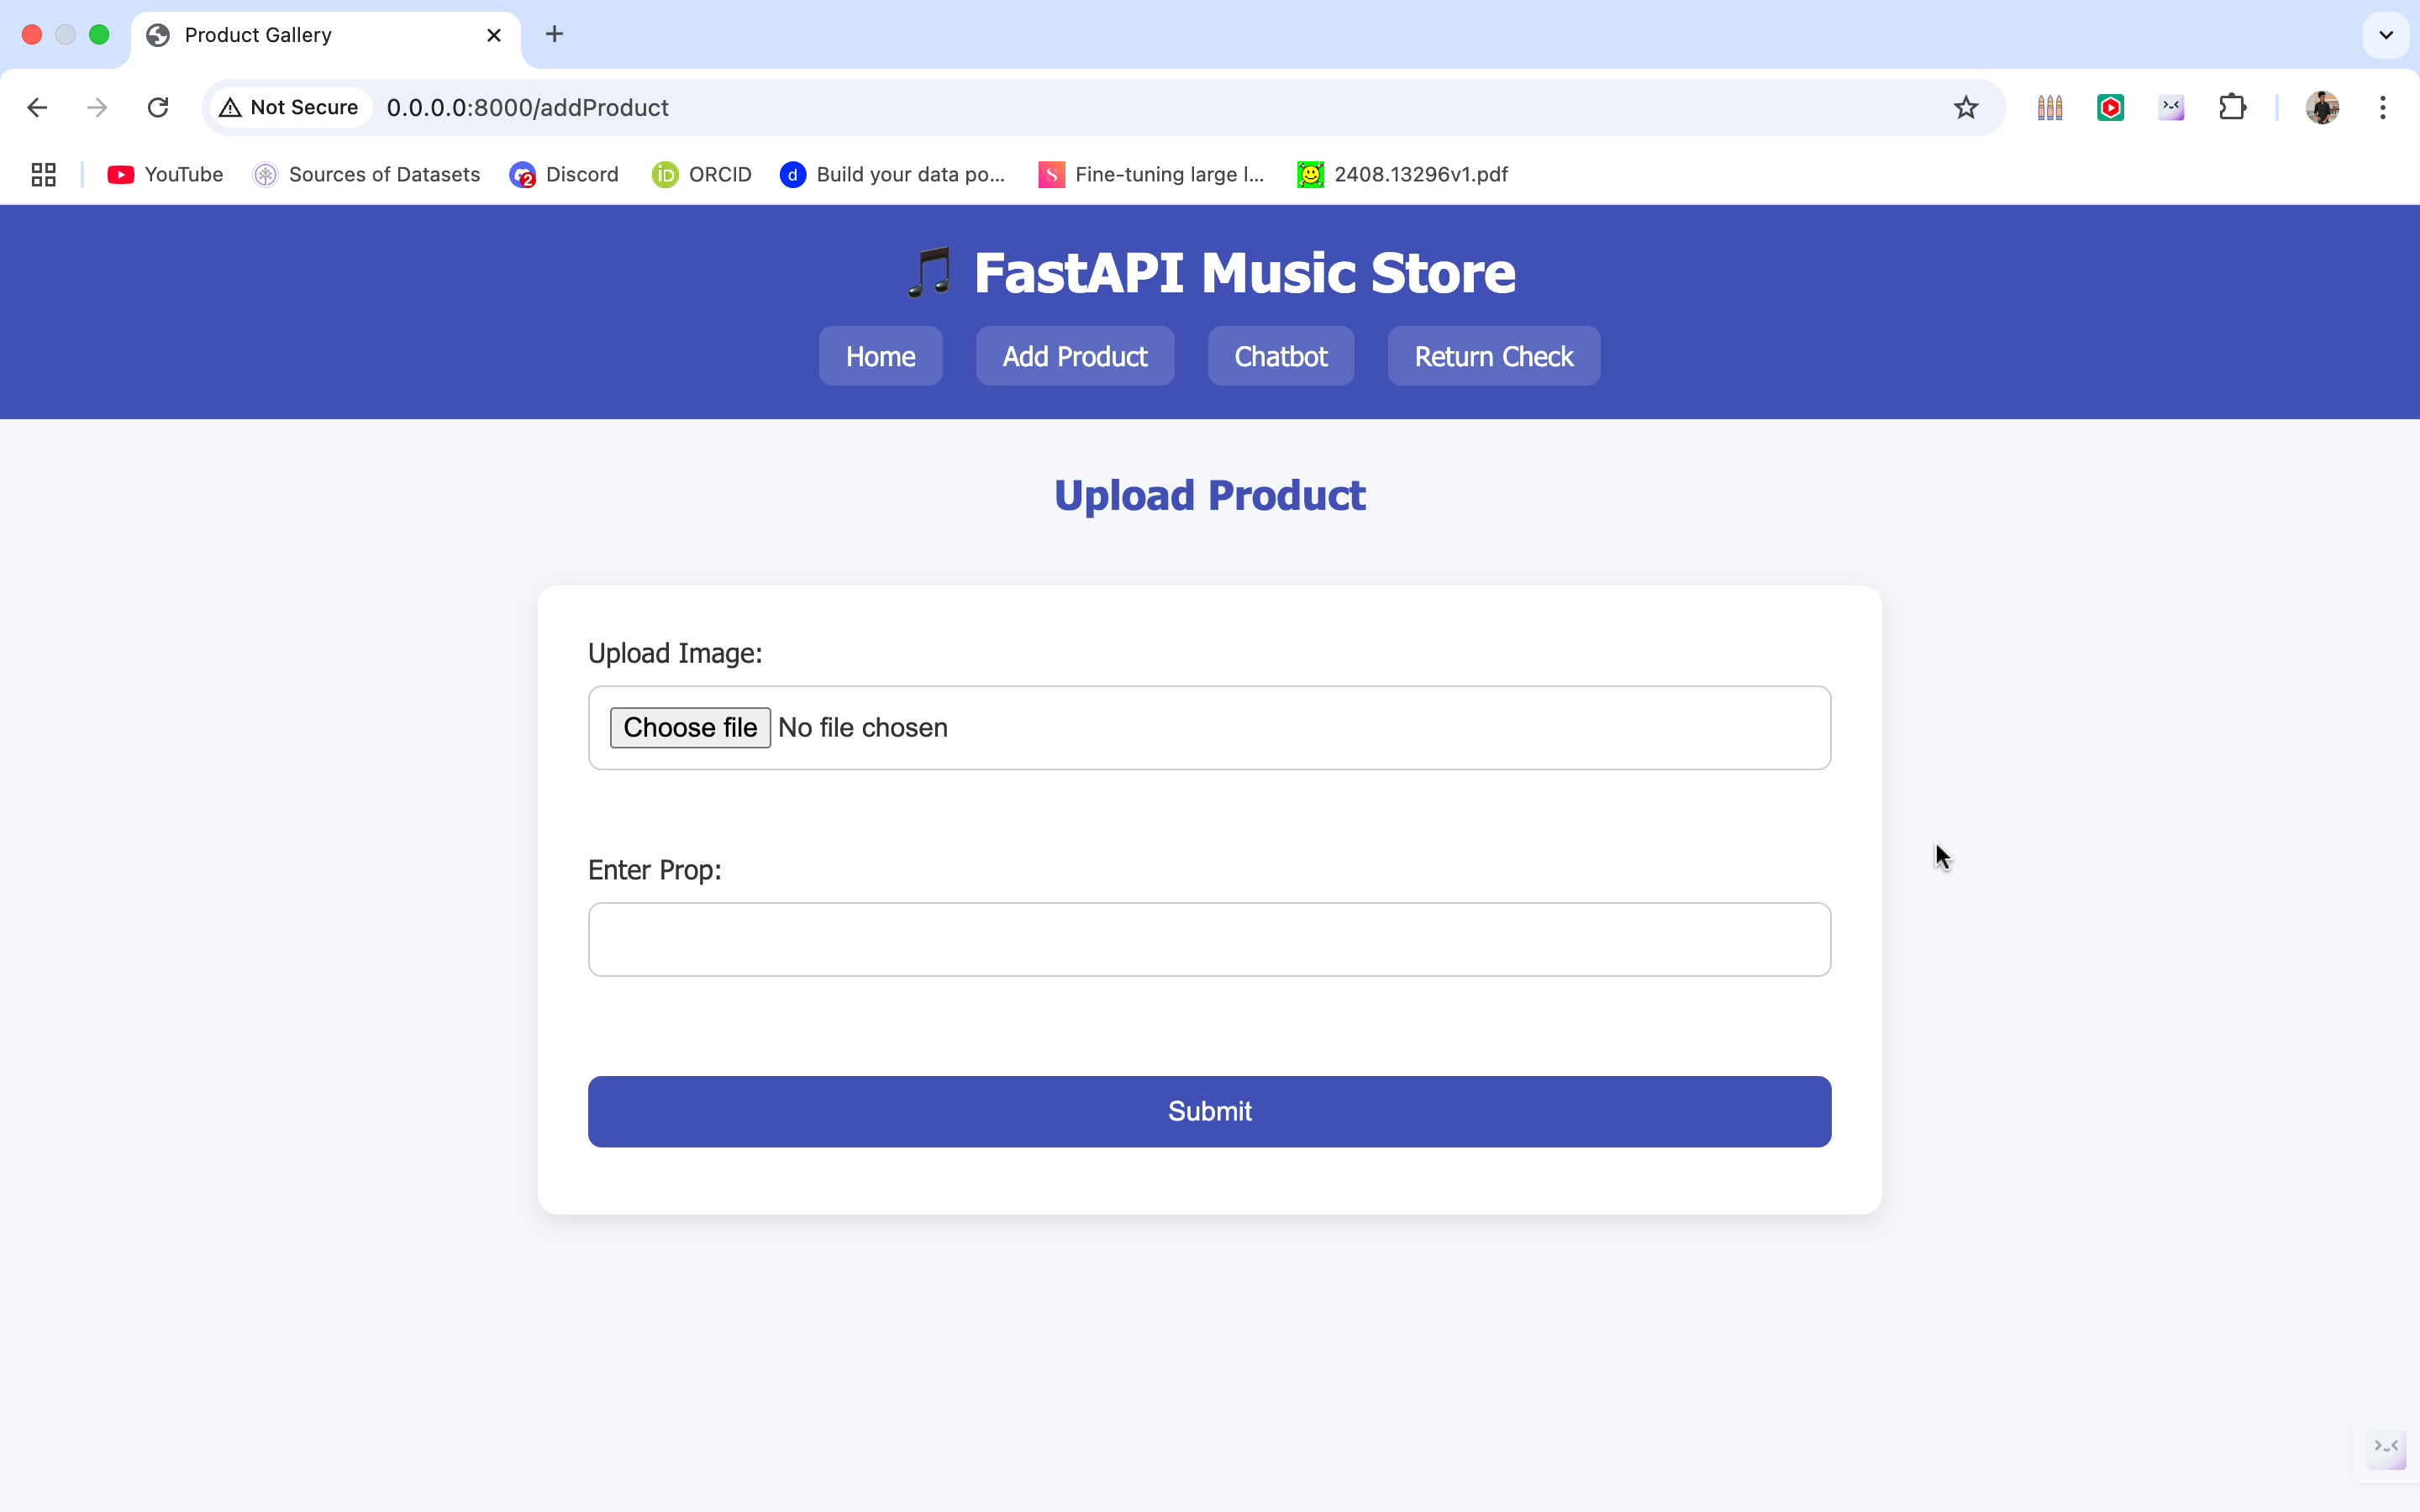 Product Gallery
Not Secure 0.0.0.0:8000/addProduct
YouTube Sources of Datasets 2 Discord iD ORCID d Build your data po... S Fine-tuning large l... 2408.13296v1.pdf
🎵 FastAPI Music Store
Home Add Product Chatbot Return Check
Upload Product
Upload Image:
Choose file No file chosen
Enter Prop:
Submit